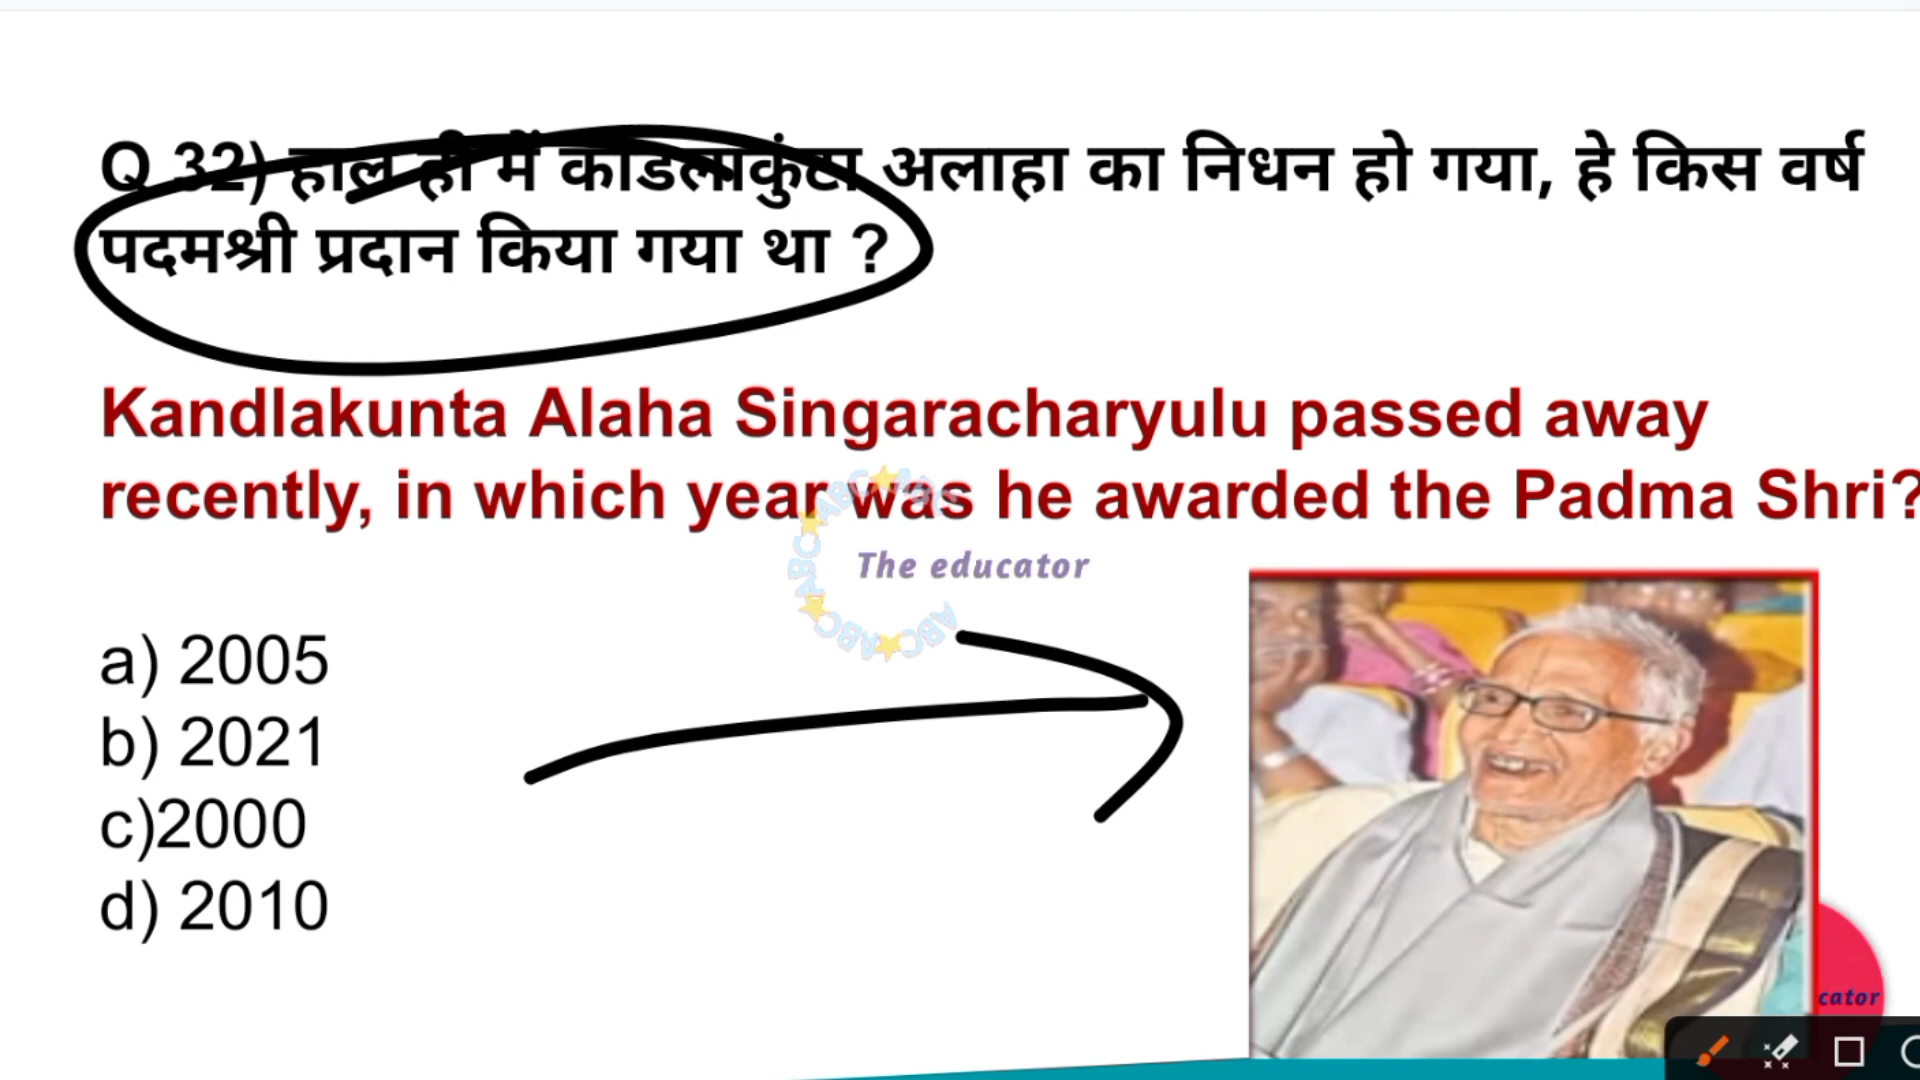 Q 32) हाल ही में कांडलाकुंटा अलाहा का निधन हो गया, हे किस वर्ष
पदमश्री प्रदान किया गया था ?
Kandlakunta Alaha Singaracharyulu passed away
recently, in which year was he awarded the Padma Shri?
The educator
a) 2005
b) 2021
c)2000
d) 2010
cator